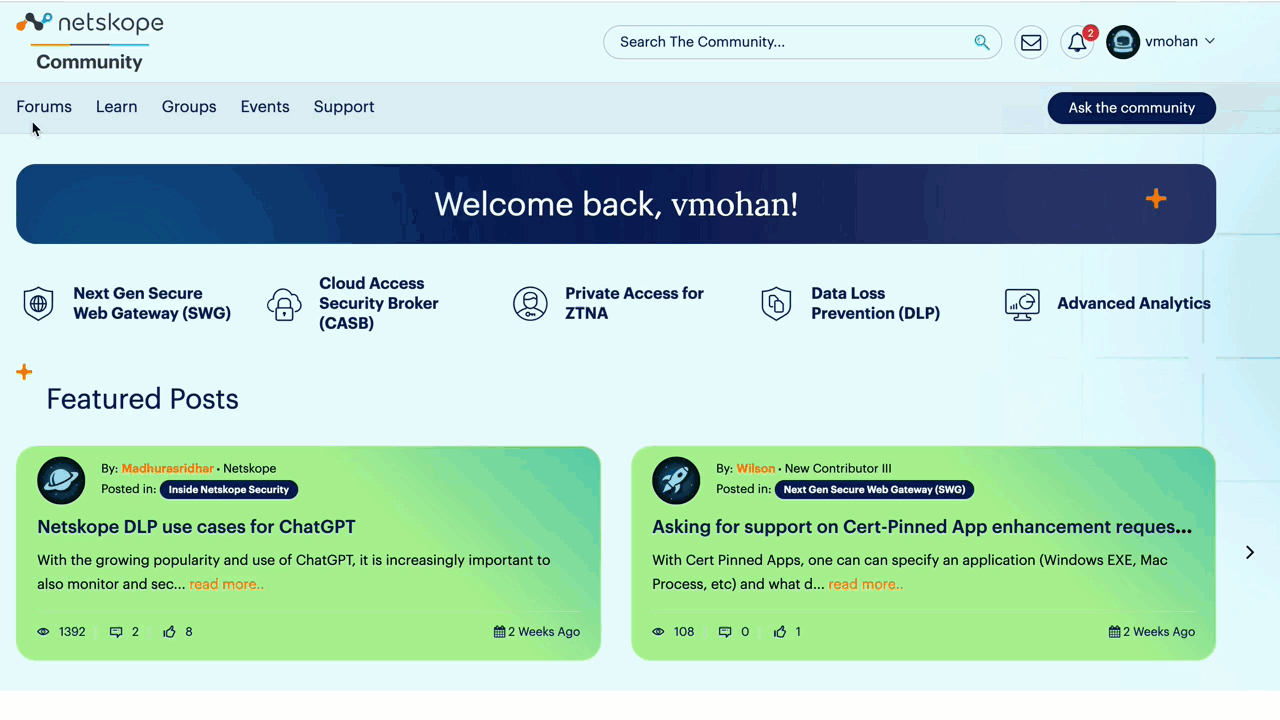 netskope
Community
Search The Community...
2
vmohan
Forums Learn Groups Events Support
Ask the community
Welcome back, vmohan!
Next Gen Secure
Web Gateway (SWG)
Cloud Access
Security Broker
(CASB)
Private Access for
ZTNA
Data Loss
Prevention (DLP)
Advanced Analytics
Featured Posts
By: Madhurasridhar • Netskope
Posted in: Inside Netskope Security
Netskope DLP use cases for ChatGPT
With the growing popularity and use of ChatGPT, it is increasingly important to
also monitor and sec... read more..
1392 2 8 2 Weeks Ago
By: Wilson • New Contributor III
Posted in: Next Gen Secure Web Gateway (SWG)
Asking for support on Cert-Pinned App enhancement reques...
With Cert Pinned Apps, one can can specify an application (Windows EXE, Mac
Process, etc) and what d... read more..
108 0 1 2 Weeks Ago